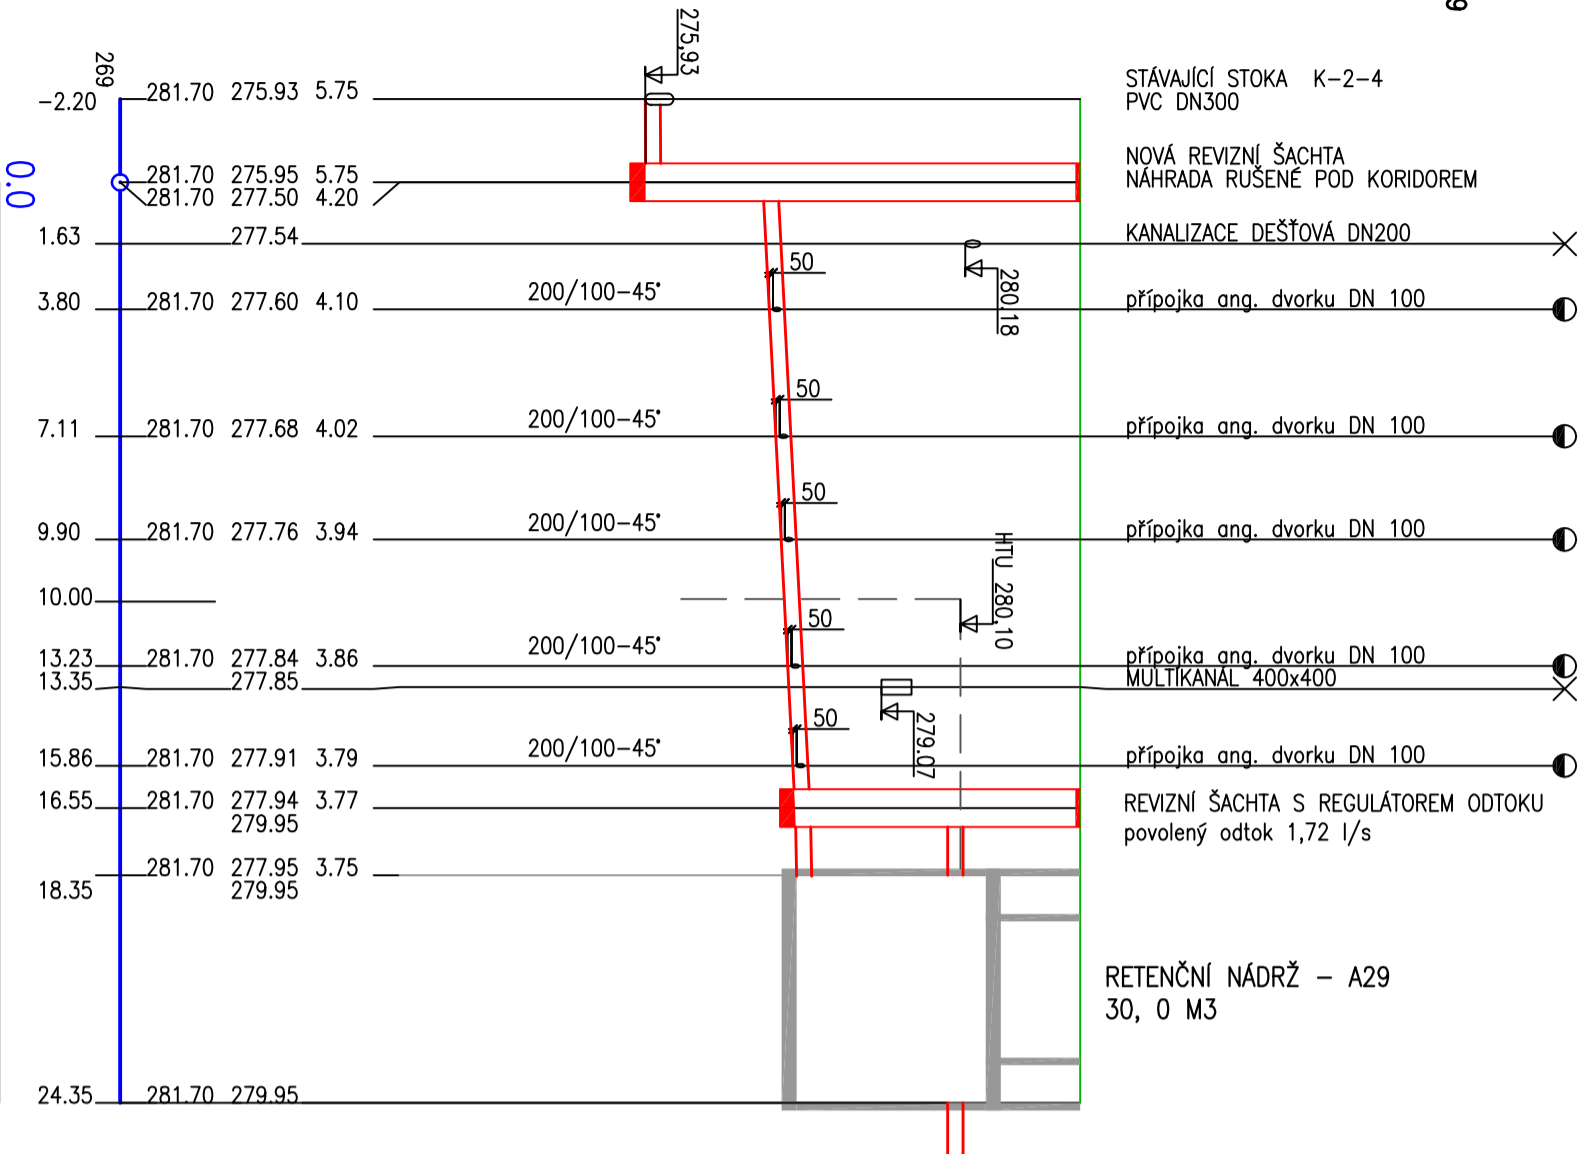 9
269
275,93
-2.20 281.70 275.93 5.75
STÁVAJÍCÍ STOKA K-2-4
PVC DN300
0.0
281.70 275.95 5.75
281.70 277.50 4.20
NOVÁ REVIZNÍ ŠACHTA
NÁHRADA RUŠENÉ POD KORIDOREM
1.63 277.54
KANALIZACE DEŠŤOVÁ DN200
280.18
50
3.80 281.70 277.60 4.10 200/100-45° přípojka ang. dvorku DN 100
50
7.11 281.70 277.68 4.02 200/100-45° přípojka ang. dvorku DN 100
50
9.90 281.70 277.76 3.94 200/100-45° přípojka ang. dvorku DN 100
HTU 280,10
10.00
50
13.23 281.70 277.84 3.86 200/100-45° přípojka ang. dvorku DN 100
13.35 277.85 MULTIKANÁL 400x400
279.07
50
15.86 281.70 277.91 3.79 200/100-45° přípojka ang. dvorku DN 100
16.55 281.70 277.94 3.77
279.95
REVIZNÍ ŠACHTA S REGULÁTOREM ODTOKU
povolený odtok 1,72 l/s
281.70 277.95 3.75
18.35 279.95
RETENČNÍ NÁDRŽ - A29
30, 0 M3
24.35 281.70 279.95